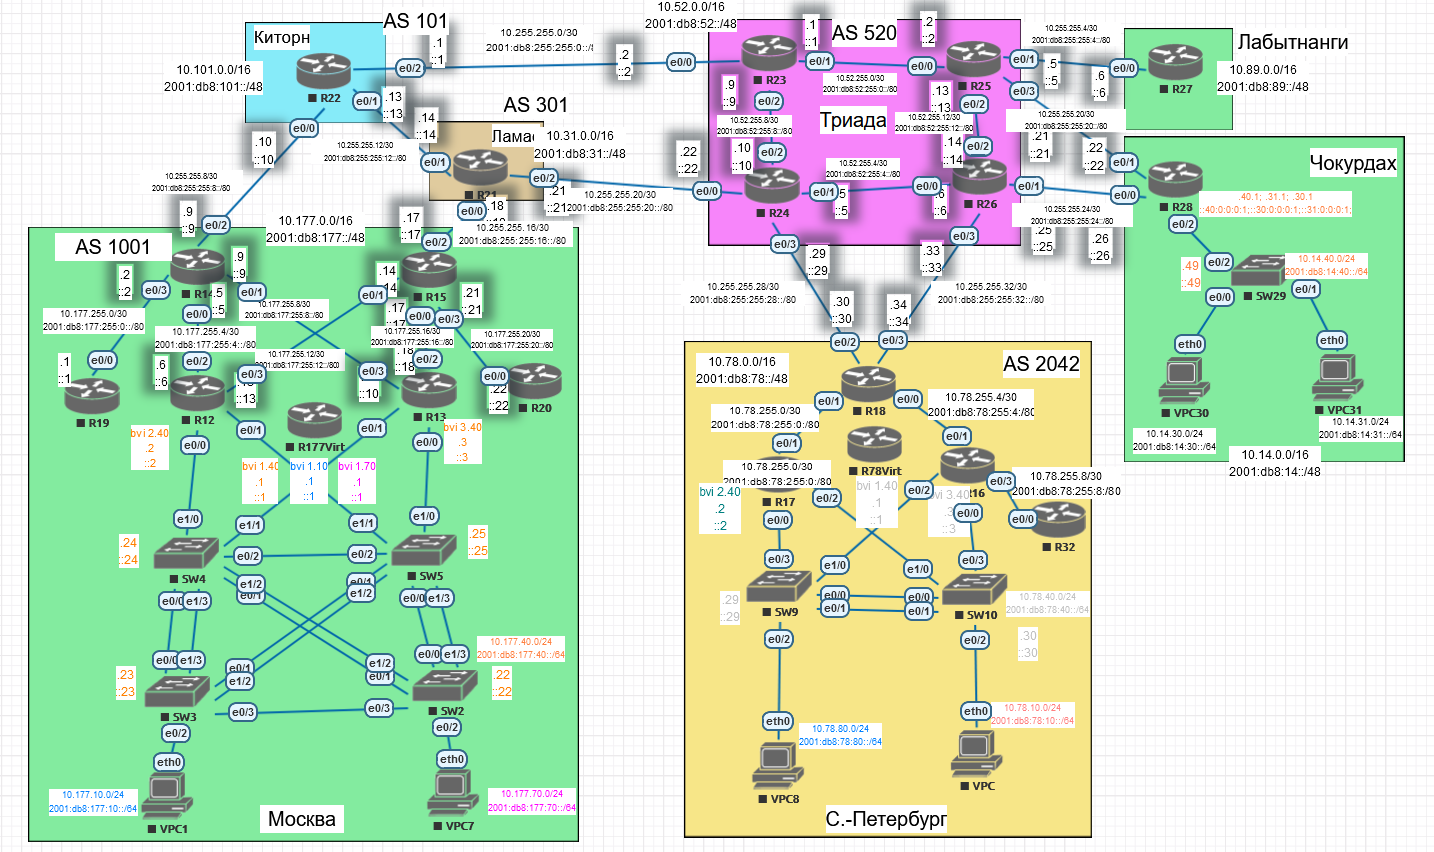 AS 101
Киторн
10.101.0.0/16
2001:db8:101::/48
R22
e0/2
e0/1
e0/0
.1
::1
10.255.255.0/30
2001:db8:255:255:0::/8
.2
::2
.13
::13
.14
::14
10.255.255.12/30
2001:db8:255:255:12::/80
.10
::10
10.255.255.8/30
2001:db8:255:255:8::/80
.9
::9
AS 301
Лама
10.31.0.0/16
2001:db8:31::/48
e0/1
R21
e0/2
e0/0
.21
::21
10.255.255.20/30
2001:db8:255:255:20::/80
.22
::22
.18
.17
::17
10.255.255.16/30
2001:db8:255:255:16::/80
10.52.0.0/16
2001:db8:52::/48
AS 520
Триада
e0/0
R23
e0/1
e0/2
.1
::1
.2
::2
10.52.255.0/30
2001:db8:52:255:0::/80
e0/0
R25
e0/1
e0/3
e0/2
.9
::9
10.52.255.8/30
2001:db8:52:255:8::/80
.10
::10
.13
::13
10.52.255.12/30
2001:db8:52:255:12::/80
.14
::14
e0/2
e0/0
R24
e0/1
e0/3
10.52.255.4/30
2001:db8:52:255:4::/80
.5
::5
.6
::6
e0/2
e0/0
R26
e0/1
e0/3
10.255.255.4/30
2001:db8:255:255:4::/80
.5
::5
.6
::6
Лабытнанги
e0/0
R27
10.89.0.0/16
2001:db8:89::/48
10.255.255.20/30
2001:db8:255:255:20::/80
.21
::21
.22
::22
10.255.255.24/30
2001:db8:255:255:24::/80
.25
::25
.26
::26
Чокурдах
e0/1
e0/0
R28
e0/2
.40.1; .31.1; .30.1
::40:0:0:0:1;::30:0:0:0:1;::31:0:0:0:1;
.49
::49
e0/2
SW29
10.14.40.0/24
2001:db8:14:40::/64
e0/0
e0/1
eth0
eth0
VPC30
VPC31
10.14.30.0/24
2001:db8:14:30::/64
10.14.31.0/24
2001:db8:14:31::/64
10.14.0.0/16
2001:db8:14::/48
10.255.255.28/30
2001:db8:255:255:28::/80
.29
::29
.30
::30
.33
::33
.34
::34
10.255.255.32/30
2001:db8:255:255:32::/80
AS 2042
10.78.0.0/16
2001:db8:78::/48
e0/2
e0/3
R18
e0/1
e0/0
10.78.255.0/30
2001:db8:78:255:0:/80
10.78.255.4/30
2001:db8:78:255:4:/80
R78Virt
e0/1
10.78.255.0/30
2001:db8:78:255:0:/80
R17
e0/2
e0/0
bvi 2.40
.2
::2
bvi 1.40
.1
::1
bvi 3.40
::3
e0/1
e0/2
e0/3
e0/0
10.78.255.8/30
2001:db8:78:255:8:/80
e0/0
R32
e0/3
e1/0
SW9
e0/0
e0/1
.29
::29
e0/2
e1/0
e0/3
e0/0
e0/1
SW10
10.78.40.0/24
2001:db8:78:40::/64
.30
::30
e0/2
eth0
10.78.80.0/24
2001:db8:78:80::/64
VPC8
eth0
10.78.10.0/24
2001:db8:78:10::/64
VPC
С.-Петербург
AS 1001
10.177.0.0/16
2001:db8:177::/48
e0/2
R14
e0/3
e0/0
e0/1
.2
::2
.9
::9
.5
::5
10.177.255.0/30
2001:db8:177:255:0::/80
10.177.255.4/30
2001:db8:177:255:4::/80
10.177.255.8/30
2001:db8:177:255:8::/80
10.177.255.12/30
.1
::1
e0/0
R19
.6
::6
e0/2
e0/3
R12
e0/0
e0/1
::13
e0/2
R15
e0/1
e0/0
e0/3
.14
.17
::17
10.177.255.16/30
2001:db8:177:255:16::/80
.21
::21
10.177.255.20/30
2001:db8:177:255:20::/80
e0/0
R20
.22
::22
.18
::18
::10
e0/3
e0/2
R13
e0/1
e0/0
R177Virt
bvi 2.40
.2
::2
bvi 1.40
.1
::1
bvi 1.10
.1
::1
bvi 1.70
.1
::1
bvi 3.40
.3
::3
e1/0
e1/1
SW4
e0/2
e1/2
e0/1
e0/0
e1/3
.24
::24
e1/0
e1/1
e0/2
SW5
e0/1
e1/2
e0/0
e1/3
.25
::25
e0/0
e1/3
e0/1
e1/2
SW3
e0/3
e0/2
.23
::23
e0/0
e1/3
e1/2
e0/1
SW2
e0/3
e0/2
.22
::22
10.177.40.0/24
2001:db8:177:40::/64
eth0
10.177.10.0/24
2001:db8:177:10::/64
VPC1
eth0
10.177.70.0/24
2001:db8:177:70::/64
VPC7
Москва